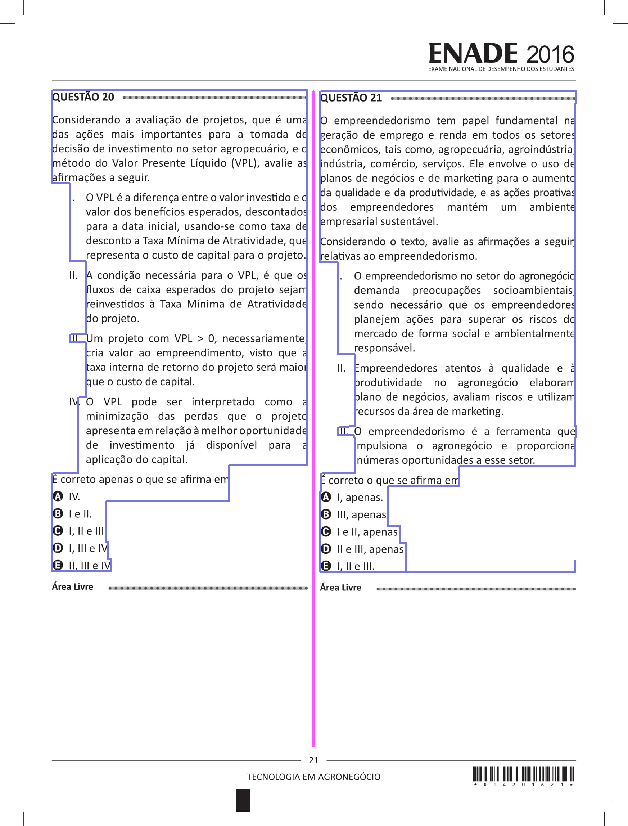 ENADE 2016
EXAME NACIONAL DE DESEMPENHO DOS ESTUDANTES
QUESTÃO 20
Considerando a avaliação de projetos, que é uma
das ações mais importantes para a tomada de
decisão de investimento no setor agropecuário, e o
método do Valor Presente Líquido (VPL), avalie as
afirmações a seguir.
I. O VPL é a diferença entre o valor investido e o
valor dos benefícios esperados, descontados
para a data inicial, usando-se como taxa de
desconto a Taxa Mínima de Atratividade, que
representa o custo de capital para o projeto.
II. A condição necessária para o VPL, é que os
fluxos de caixa esperados do projeto sejam
reinvestidos à Taxa Mínima de Atratividade
do projeto.
III. Um projeto com VPL > 0, necessariamente,
cria valor ao empreendimento, visto que a
taxa interna de retorno do projeto será maior
que o custo de capital.
IV. O VPL pode ser interpretado como a
minimização das perdas que o projeto
apresenta em relação à melhor oportunidade
de investimento já disponível para a
aplicação do capital.
É correto apenas o que se afirma em
A IV.
B I e II.
C I, II e III.
D I, III e IV.
E II, III e IV.
Área Livre
QUESTÃO 21
O empreendedorismo tem papel fundamental na
geração de emprego e renda em todos os setores
econômicos, tais como, agropecuária, agroindústria,
indústria, comércio, serviços. Ele envolve o uso de
planos de negócios e de marketing para o aumento
da qualidade e da produtividade, e as ações proativas
dos empreendedores mantém um ambiente
empresarial sustentável.
Considerando o texto, avalie as afirmações a seguir,
relativas ao empreendedorismo.
I. O empreendedorismo no setor do agronegócio
demanda preocupações socioambientais,
sendo necessário que os empreendedores
planejem ações para superar os riscos do
mercado de forma social e ambientalmente
responsável.
II. Empreendedores atentos à qualidade e à
produtividade no agronegócio elaboram
plano de negócios, avaliam riscos e utilizam
recursos da área de marketing.
III. O empreendedorismo é a ferramenta que
impulsiona o agronegócio e proporciona
inúmeras oportunidades a esse setor.
É correto o que se afirma em
A I, apenas.
B III, apenas.
C I e II, apenas.
D II e III, apenas.
E I, II e III.
Área Livre
21
TECNOLOGIA EM AGRONEGÓCIO